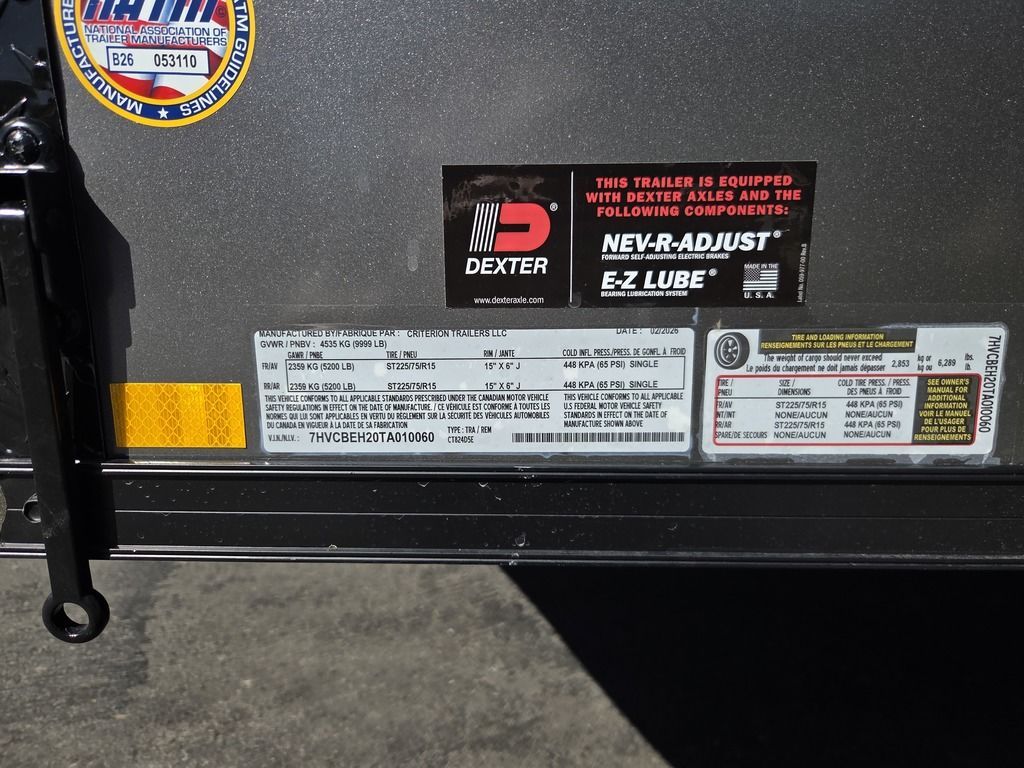 NATM
NATIONAL ASSOCIATION OF
TRAILER MANUFACTURERS
B26 053110
MANUFACTURE
TM GUIDELINES
DEXTER®
www.dexteraxle.com
THIS TRAILER IS EQUIPPED
WITH DEXTER AXLES AND THE
FOLLOWING COMPONENTS:
NEV-R-ADJUST®
FORWARD SELF-ADJUSTING ELECTRIC BRAKES
E-Z LUBE®
BEARING LUBRICATION SYSTEM
MADE IN THE
U. S. A.
MANUFACTURED BY/FABRIQUE PAR : CRITERION TRAILERS LLC DATE : 02/2026
GVWR / PNBV : 4535 KG (9999 LB)
GAWR / PNBE TIRE / PNEU RIM / JANTE COLD INFL. PRESS./PRESS. DE GONFL. À FROID
FR/AV 2359 KG (5200 LB) ST225/75/R15 15" X 6" J 448 KPA (65 PSI) SINGLE
RR/AR 2359 KG (5200 LB) ST225/75/R15 15" X 6" J 448 KPA (65 PSI) SINGLE
THIS VEHICLE CONFORMS TO ALL APPLICABLE STANDARDS PRESCRIBED UNDER THE CANADIAN MOTOR VEHICLE
SAFETY REGULATIONS IN EFFECT ON THE DATE OF MANUFACTURE. / CE VEHICULE EST CONFORME À TOUTES LES
NORMES QUI LUI SONT APPLICABLES EN VERTU DU RÈGLEMENT SUR LA SÉCURITÉ DES VÉHICULES AUTOMOBILES
DU CANADA EN VIGUEUR À LA DATE DE SA FABRICATION
THIS VEHICLE CONFORMS TO ALL APPLICABLE
U.S FEDERAL MOTOR VEHICLE SAFETY
STANDARDS IN EFFECT ON THE DATE OF
MANUFACTURE SHOWN ABOVE
V.I.N./N.I.V. : 7HVCBEH20TA010060
TYPE : TRA / REM
CT824D5E
TIRE AND LOADING INFORMATION
RENSEIGNEMENTS SUR LES PNEUS ET LE CHARGEMENT
The weight of cargo should never exceed
Le poids du chargement ne doit jamais dépasser
2,853 kg or kg ou 6,289 lbs. lb.
TIRE / PNEU SIZE / DIMENSIONS COLD TIRE PRESS. / PRESS. DES PNEUS À FROID
FR/AV ST225/75/R15 448 KPA (65 PSI)
INT/INT NONE/AUCUN NONE/AUCUN
RR/AR ST225/75/R15 448 KPA (65 PSI)
SPARE/DE SECOURS NONE/AUCUN NONE/AUCUN
SEE OWNER'S
MANUAL FOR
ADDITIONAL
INFORMATION
VOIR LE MANUEL
DE L'USAGER
POUR PLUS DE
RENSEIGNEMENTS
7HVCBEH20TA010060